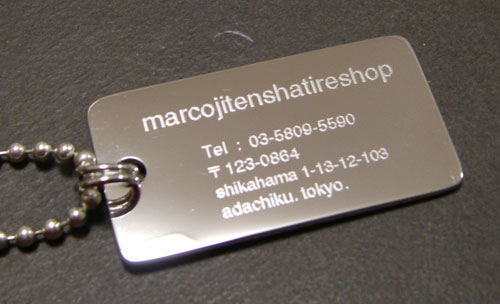 marcojitenshatireshop
Tel : 03-5809-5590
〒123-0864
shikahama 1-13-12-103
adachiku. tokyo.